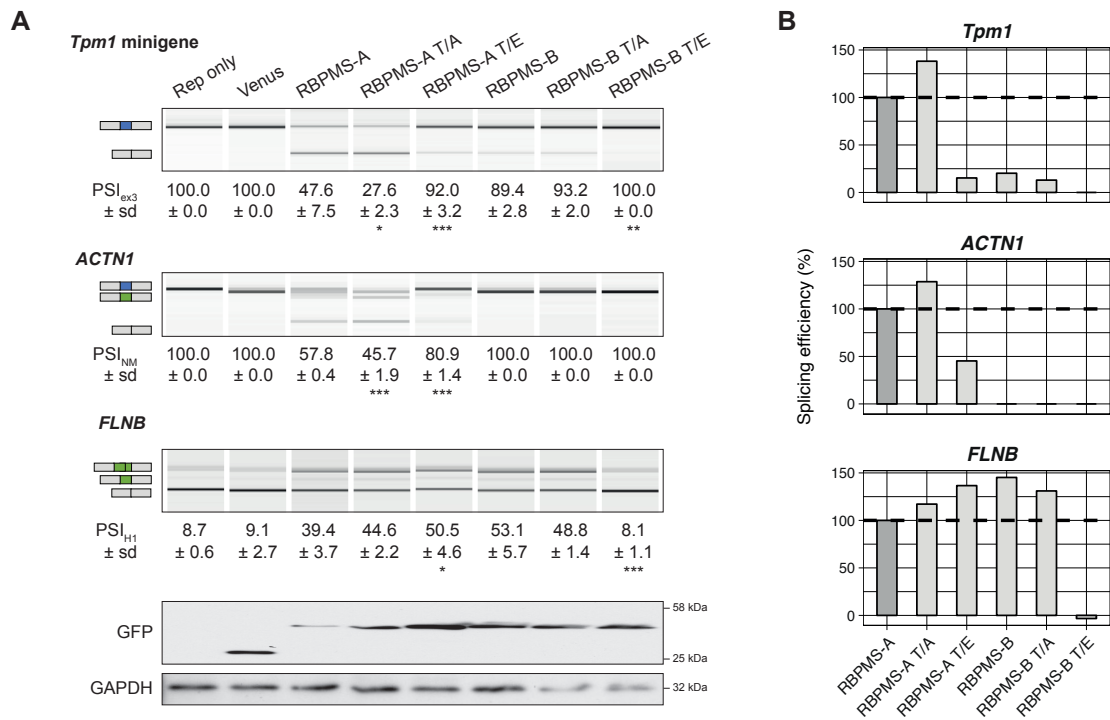 A
Tpm1 minigene
Rep only
Venus
RBPMS-A
RBPMS-A T/A
RBPMS-A T/E
RBPMS-B
RBPMS-B T/A
RBPMS-B T/E
PSIex3 100.0 100.0 47.6 27.6 92.0 89.4 93.2 100.0
± sd ± 0.0 ± 0.0 ± 7.5 ± 2.3 ± 3.2 ± 2.8 ± 2.0 ± 0.0
* *** **
ACTN1
PSINM 100.0 100.0 57.8 45.7 80.9 100.0 100.0 100.0
± sd ± 0.0 ± 0.0 ± 0.4 ± 1.9 ± 1.4 ± 0.0 ± 0.0 ± 0.0
*** ***
FLNB
PSIH1 8.7 9.1 39.4 44.6 50.5 53.1 48.8 8.1
± sd ± 0.6 ± 2.7 ± 3.7 ± 2.2 ± 4.6 ± 5.7 ± 1.4 ± 1.1
* ***
GFP
58 kDa
25 kDa
GAPDH
32 kDa
B
Splicing efficiency (%)
Tpm1
150
100
50
0
ACTN1
150
100
50
0
FLNB
150
100
50
0
RBPMS-A
RBPMS-A T/A
RBPMS-A T/E
RBPMS-B
RBPMS-B T/A
RBPMS-B T/E